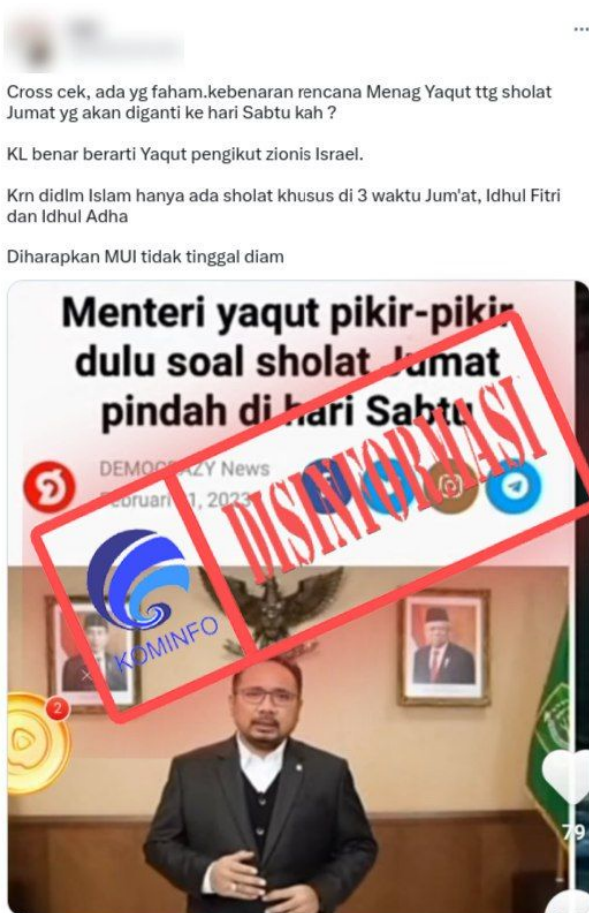 Cross cek, ada yg faham.kebenaran rencana Menag Yaqut ttg sholat
Jumat yg akan diganti ke hari Sabtu kah ?
KL benar berarti Yaqut pengikut zionis Israel.
Krn didlm Islam hanya ada sholat khusus di 3 waktu Jum'at, Idhul Fitri
dan Idhul Adha
Diharapkan MUI tidak tinggal diam
Menteri yaqut pikir-pikir
dulu soal sholat Jumat
pindah di hari Sabtu
DEMOCRAZY News
Februari 1, 2023
DISINFORMASI
KOMINFO
2
79